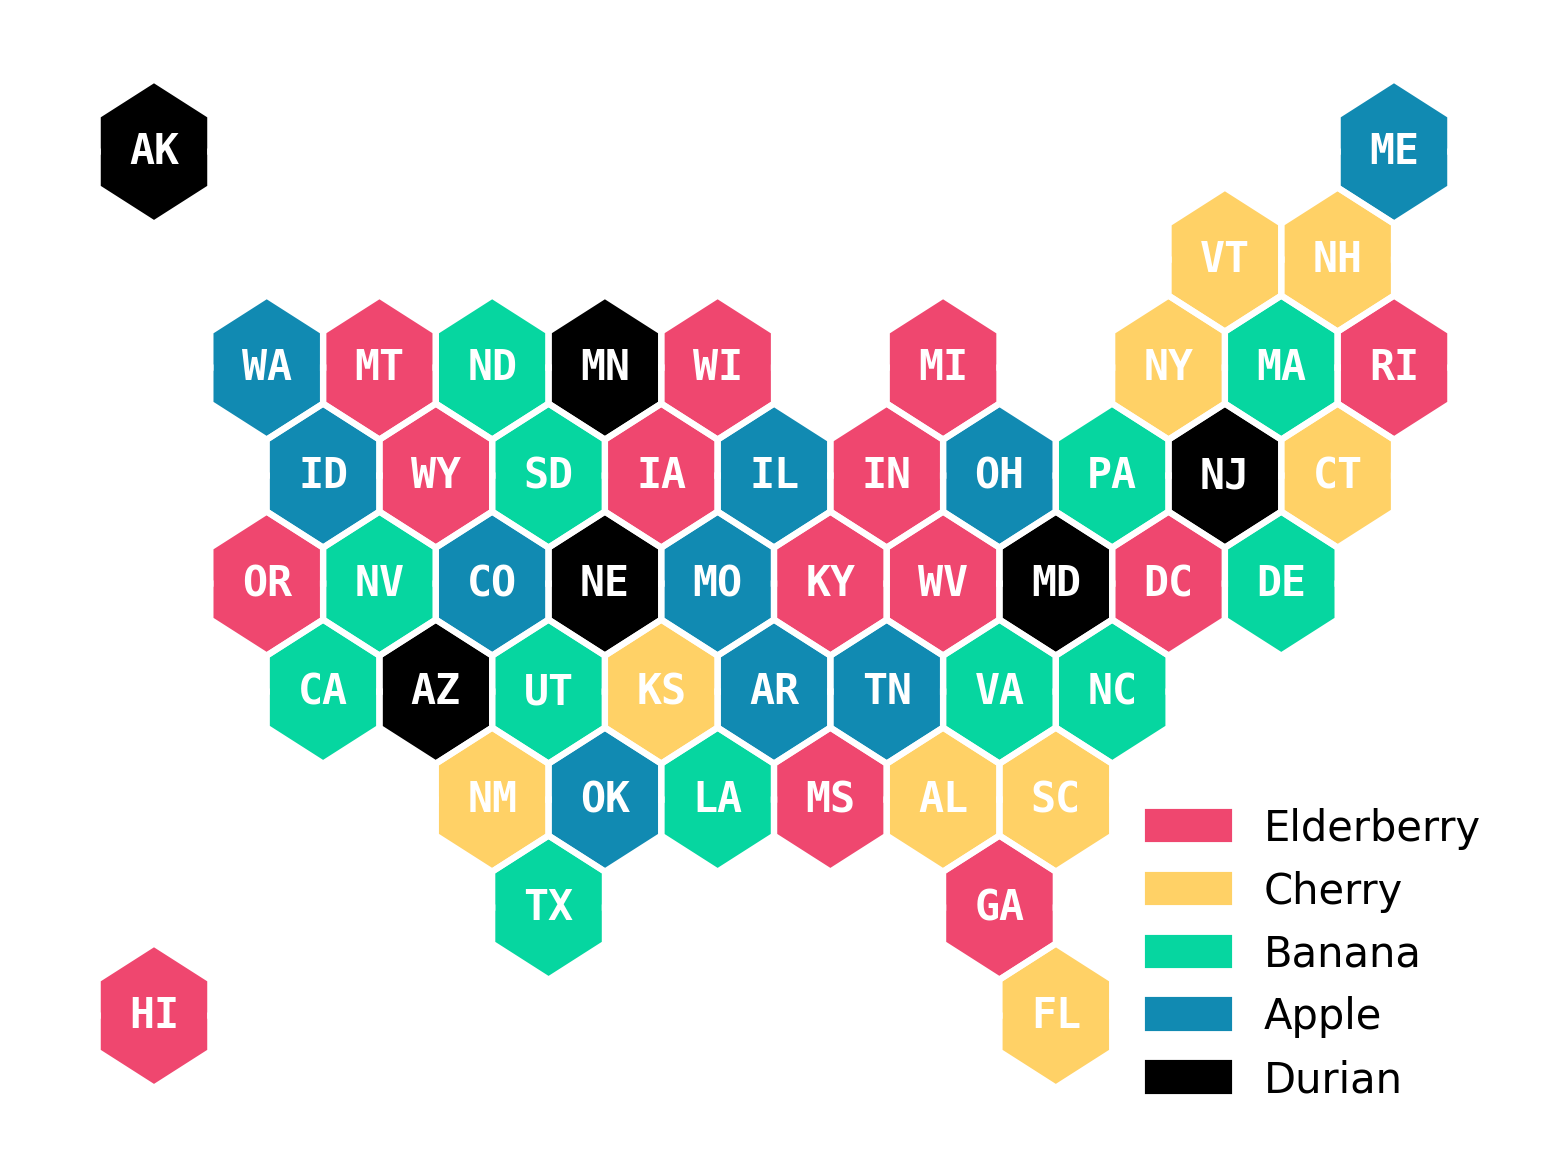 AK ME
VT NH
WA MT ND MN WI MI NY MA RI
ID WY SD IA IL IN OH PA NJ CT
OR NV CO NE MO KY WV MD DC DE
CA AZ UT KS AR TN VA NC
NM OK LA MS AL SC
TX GA
HI FL
Elderberry
Cherry
Banana
Apple
Durian